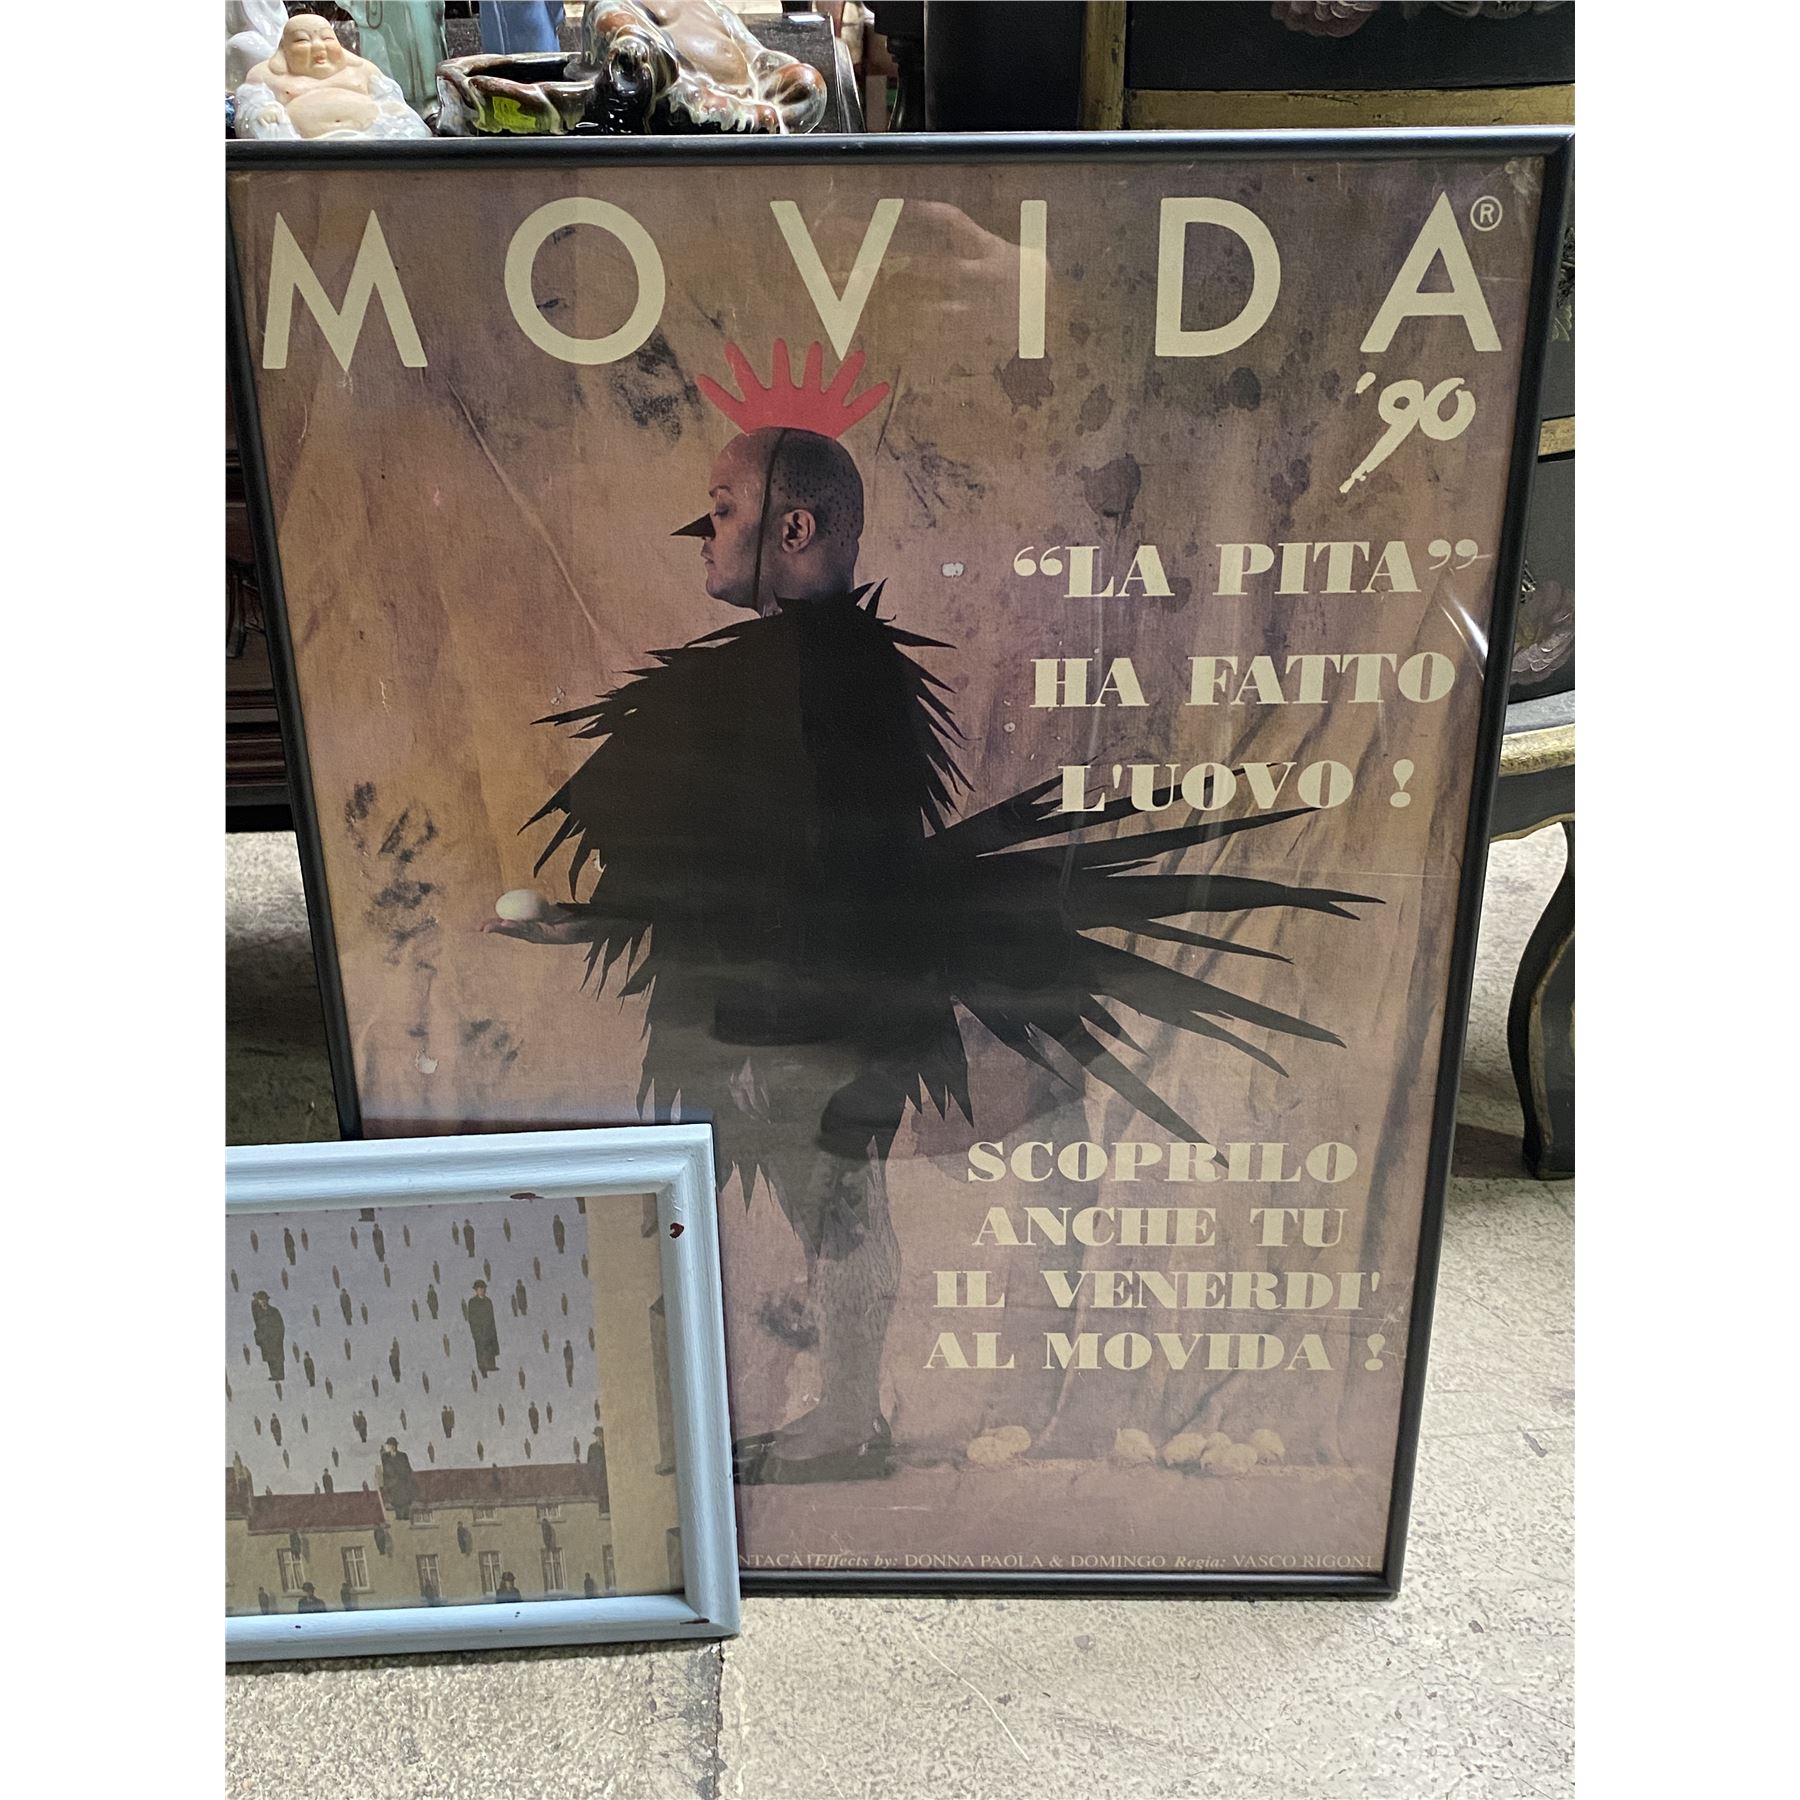 MOVIDA®
'90
“LA PITA”
HA FATTO
L'UOVO !
SCOPRILO
ANCHE TU
IL VENERDI'
AL MOVIDA !
Effects by: DONNA PAOLA & DOMINGO Regia: VASCO RIGONI